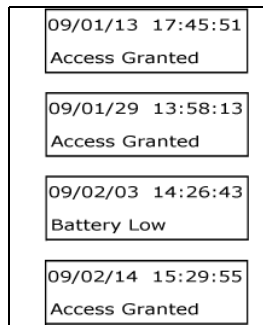 09/01/13 17:45:51
Access Granted
09/01/29 13:58:13
Access Granted
09/02/03 14:26:43
Battery Low
09/02/14 15:29:55
Access Granted